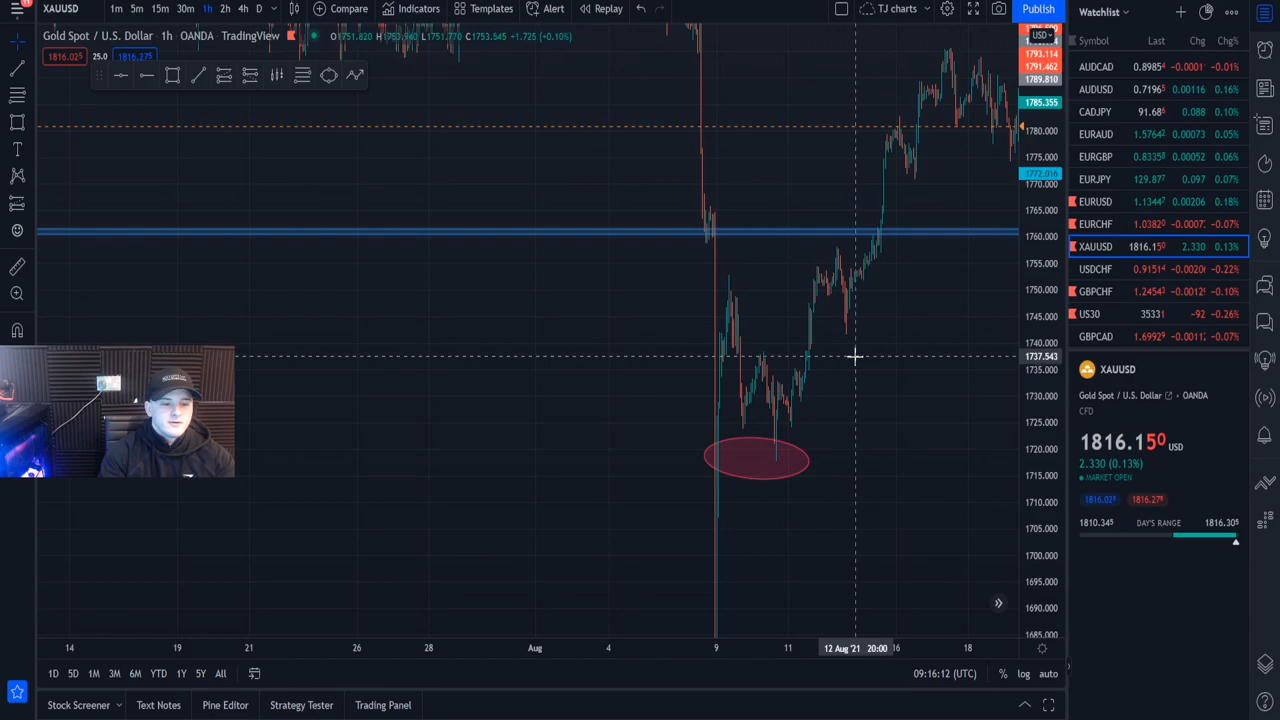 XAUUSD 1m 5m 15m 30m 1h 2h 4h D Compare Indicators Templates Alert Replay TJ charts Publish
Gold Spot / U.S. Dollar 1h OANDA TradingView O1751.820 H1753.940 L1751.770 C1753.545 +1.725 (+0.10%)
1816.025 25.0 1816.275
USD
1793.114
1791.462
1789.810
1785.355
1780.000
1775.000
1772.016
1770.000
1765.000
1760.000
1755.000
1750.000
1745.000
1740.000
1737.543
1735.000
1730.000
1725.000
1720.000
1715.000
1710.000
1705.000
1700.000
1695.000
1690.000
1685.000
14 19 21 26 28 Aug 4 9 11 12 Aug '21 20:00 16 18
1D 5D 1M 3M 6M YTD 1Y 5Y All 09:16:12 (UTC) % log auto
Stock Screener Text Notes Pine Editor Strategy Tester Trading Panel
Watchlist
Symbol Last Chg Chg%
AUDCAD 0.89854 −0.0001 −0.01%
AUDUSD 0.71965 0.00116 0.16%
CADJPY 91.686 0.088 0.10%
EURAUD 1.57642 0.00073 0.05%
EURGBP 0.83358 0.00052 0.06%
EURJPY 129.877 0.097 0.07%
EURUSD 1.13447 0.00206 0.18%
EURCHF 1.03820 −0.0007 −0.07%
XAUUSD 1816.150 2.330 0.13%
USDCHF 0.91514 −0.0020 −0.22%
GBPCHF 1.24543 −0.0012 −0.10%
US30 35331 −92 −0.26%
GBPCAD 1.69929 −0.0011 −0.07%
XAUUSD
Gold Spot / U.S. Dollar OANDA
CFD
1816.150 USD
2.330 (0.13%)
MARKET OPEN
1816.025 1816.275
1810.345 DAY'S RANGE 1816.305